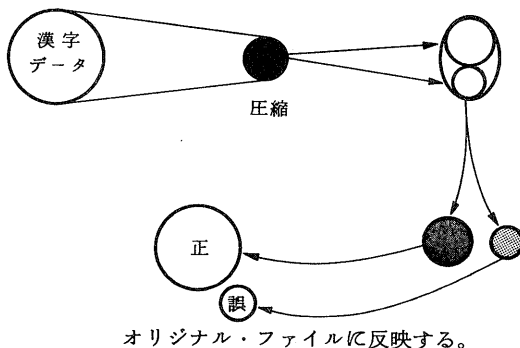 漢字
データ
圧縮
正
誤
オリジナル・ファイルに反映する。